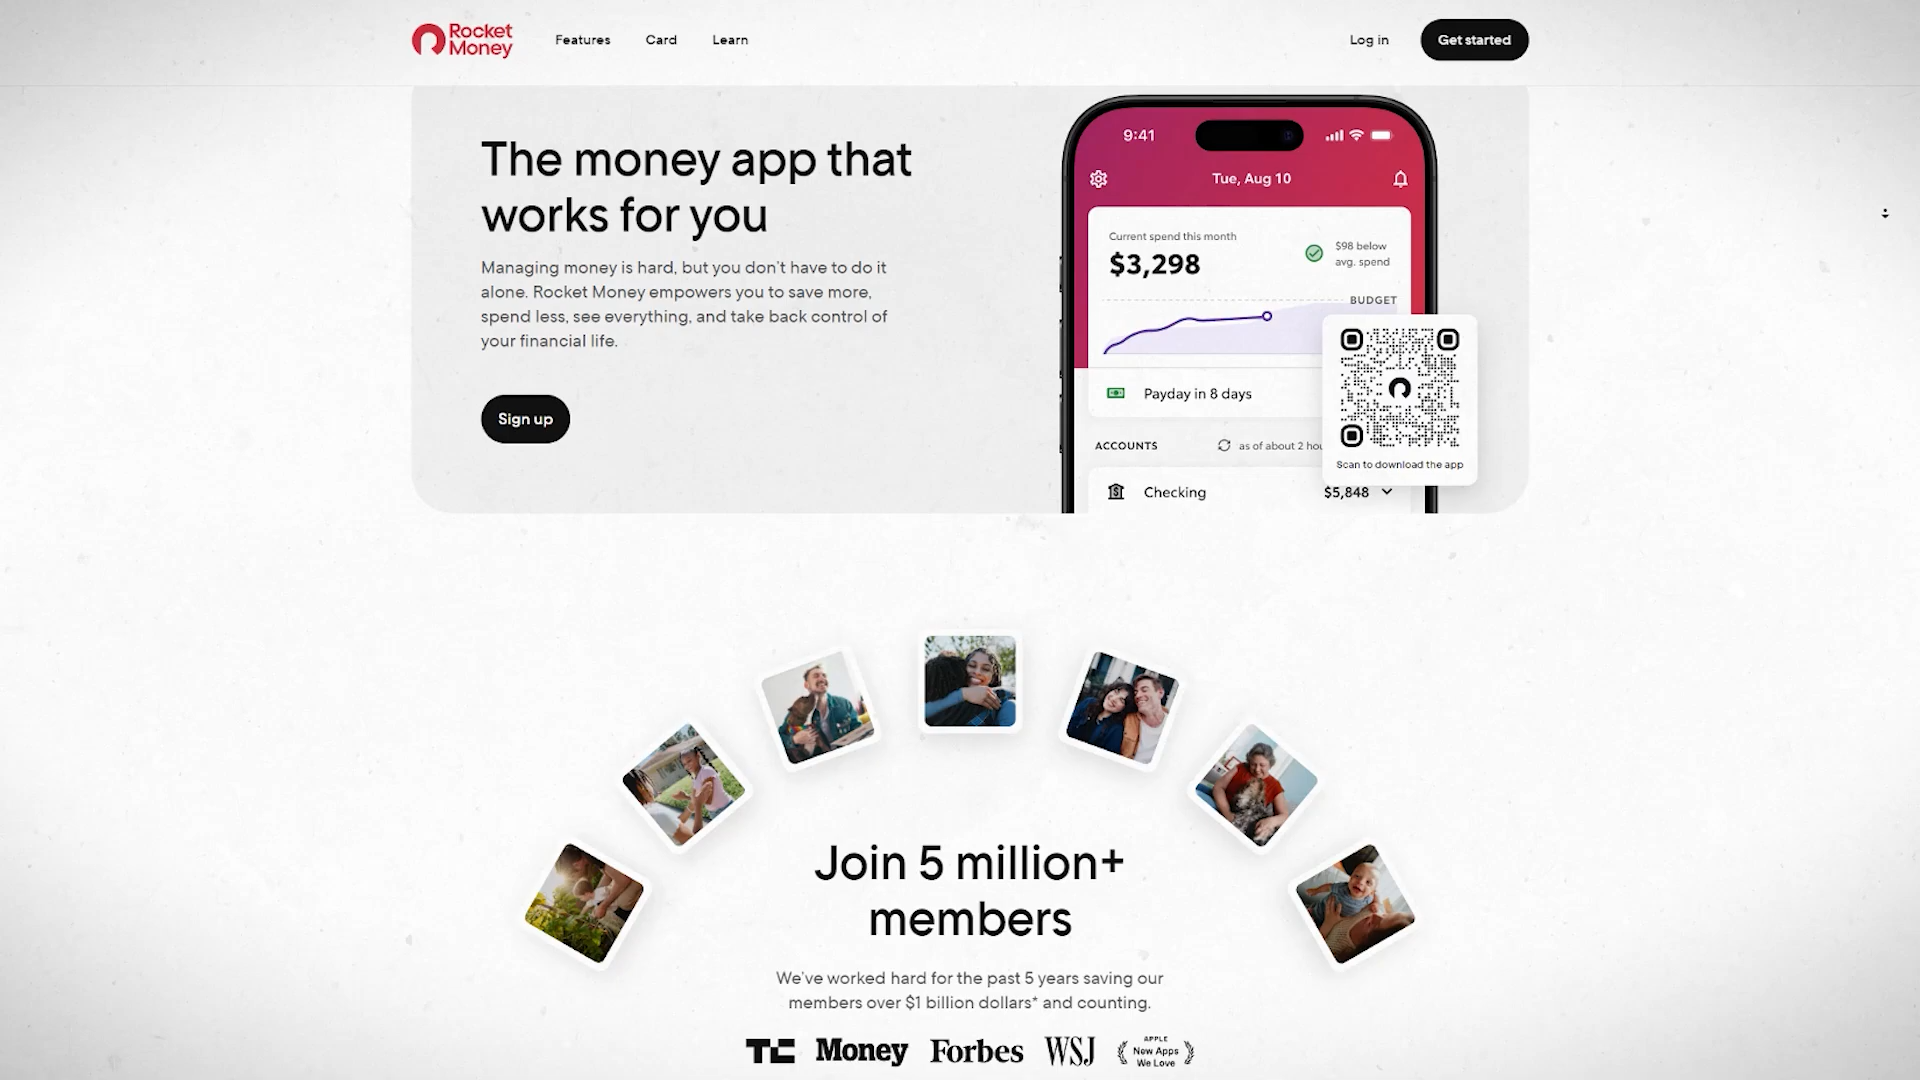 Rocket
Money
Features
Card
Learn
Log in
Get started
The money app that
works for you
Managing money is hard, but you don't have to do it
alone. Rocket Money empowers you to save more,
spend less, see everything, and take back control of
your financial life.
Sign up
9:41
Tue, Aug 10
Current spend this month
$3,298
$98 below
avg. spend
BUDGET
Payday in 8 days
ACCOUNTS
as of about 2 hou
Checking
$5,848
Scan to download the app
Join 5 million+
members
We've worked hard for the past 5 years saving our
members over $1 billion dollars* and counting.
TC
Money
Forbes
WSJ
APPLE
New Apps
We Love